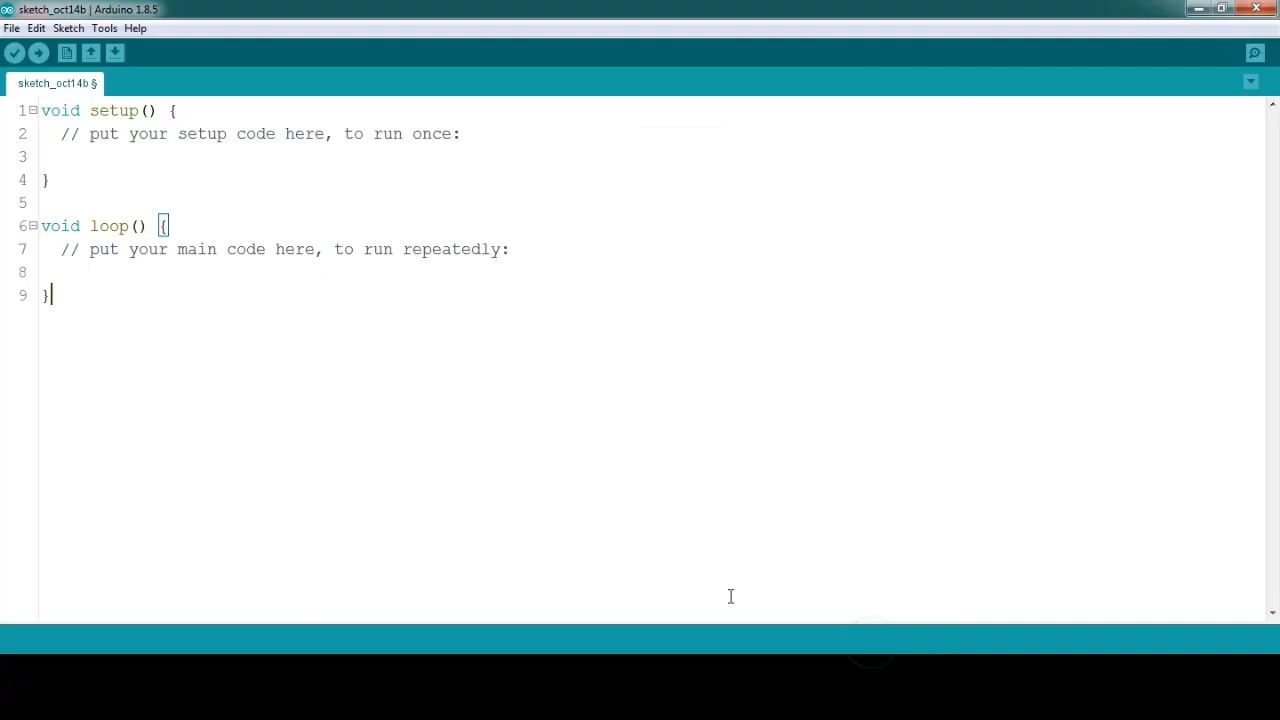 sketch_oct14b | Arduino 1.8.5
File Edit Sketch Tools Help
sketch_oct14b §
1 void setup() {
2 // put your setup code here, to run once:
3
4 }
5
6 void loop() {
7 // put your main code here, to run repeatedly:
8
9 }